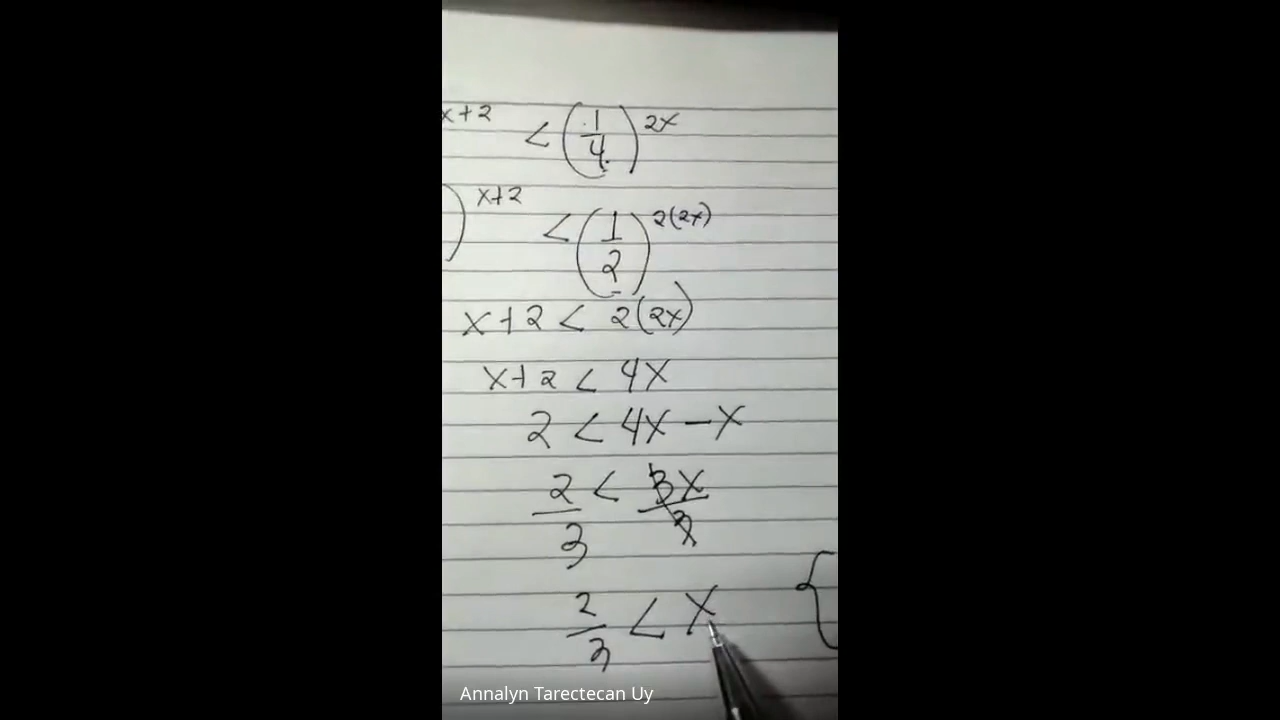 x+2 < (1/4)^2x
)^x+2 < (1/2)^2(2x)
x+2 < 2(2x)
x+2 < 4x
2 < 4x - x
2/3 < 3x/3
2/3 < x
{
Annalyn Tarectecan Uy